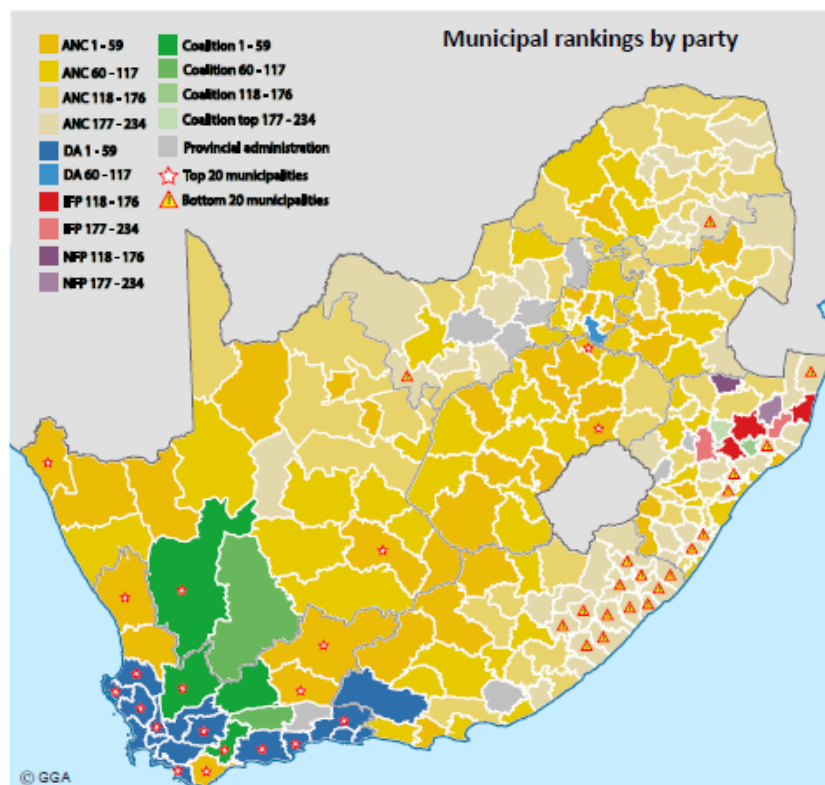 Municipal rankings by party
ANC 1 - 59
ANC 60 - 117
ANC 118 - 176
ANC 177 - 234
DA 1 - 59
DA 60 - 117
IFP 118 - 176
IFP 177 - 234
NFP 118 - 176
NFP 177 - 234
Coalition 1 - 59
Coalition 60 - 117
Coalition 118 - 176
Coalition top 177 - 234
Provincial administration
Top 20 municipalities
Bottom 20 municipalities
© GGA